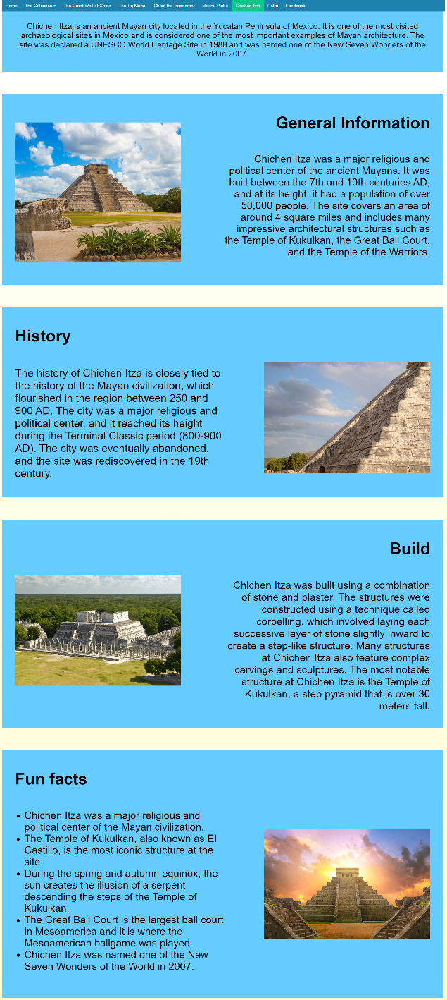 Home The Colosseum The Great Wall of China The Taj Mahal Christ the Redeemer Machu Pichu Chichén Itzá Petra Feedback
Chichen Itza is an ancient Mayan city located in the Yucatan Peninsula of Mexico. It is one of the most visited
archaeological sites in Mexico and is considered one of the most important examples of Mayan architecture. The
site was declared a UNESCO World Heritage Site in 1988 and was named one of the New Seven Wonders of the
World in 2007.
General Information
Chichen Itza was a major religious and
political center of the ancient Mayans. It was
built between the 7th and 10th centuries AD,
and at its height, it had a population of over
50,000 people. The site covers an area of
around 4 square miles and includes many
impressive architectural structures such as
the Temple of Kukulkan, the Great Ball Court,
and the Temple of the Warriors.
History
The history of Chichen Itza is closely tied to
the history of the Mayan civilization, which
flourished in the region between 250 and
900 AD. The city was a major religious and
political center, and it reached its height
during the Terminal Classic period (800-900
AD). The city was eventually abandoned,
and the site was rediscovered in the 19th
century.
Build
Chichen Itza was built using a combination
of stone and plaster. The structures were
constructed using a technique called
corbelling, which involved laying each
successive layer of stone slightly inward to
create a step-like structure. Many structures
at Chichen Itza also feature complex
carvings and sculptures. The most notable
structure at Chichen Itza is the Temple of
Kukulkan, a step pyramid that is over 30
meters tall.
Fun facts
• Chichen Itza was a major religious and
political center of the Mayan civilization.
• The Temple of Kukulkan, also known as El
Castillo, is the most iconic structure at the
site.
• During the spring and autumn equinox, the
sun creates the illusion of a serpent
descending the steps of the Temple of
Kukulkan.
• The Great Ball Court is the largest ball court
in Mesoamerica and it is where the
Mesoamerican ballgame was played.
• Chichen Itza was named one of the New
Seven Wonders of the World in 2007.